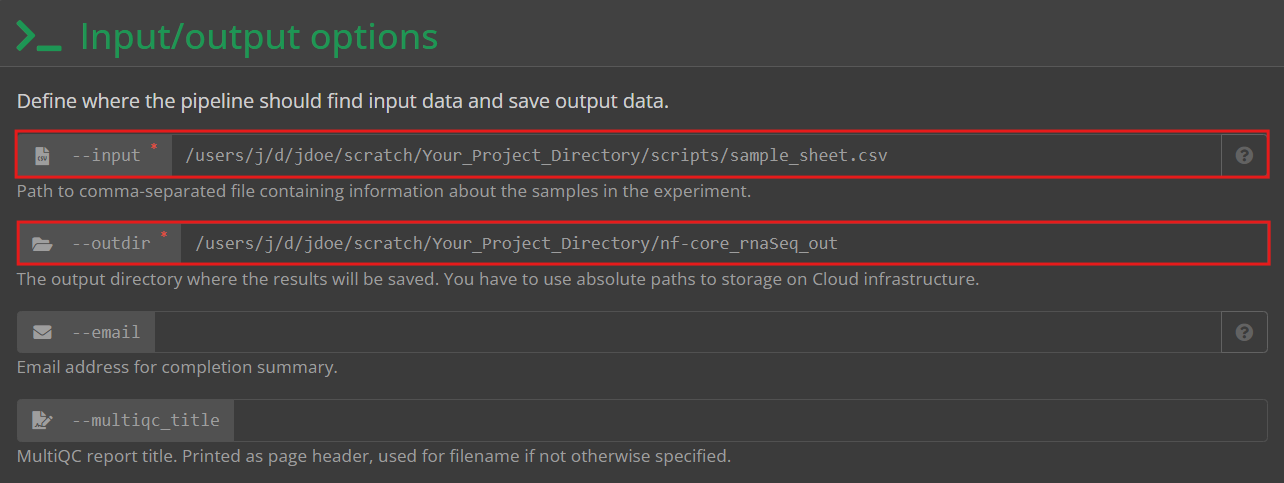 Input/output options
Define where the pipeline should find input data and save output data.
--input * /users/j/d/jdoe/scratch/Your_Project_Directory/scripts/sample_sheet.csv
Path to comma-separated file containing information about the samples in the experiment.
--outdir * /users/j/d/jdoe/scratch/Your_Project_Directory/nf-core_rnaSeq_out
The output directory where the results will be saved. You have to use absolute paths to storage on Cloud infrastructure.
--email
Email address for completion summary.
--multiqc_title
MultiQC report title. Printed as page header, used for filename if not otherwise specified.